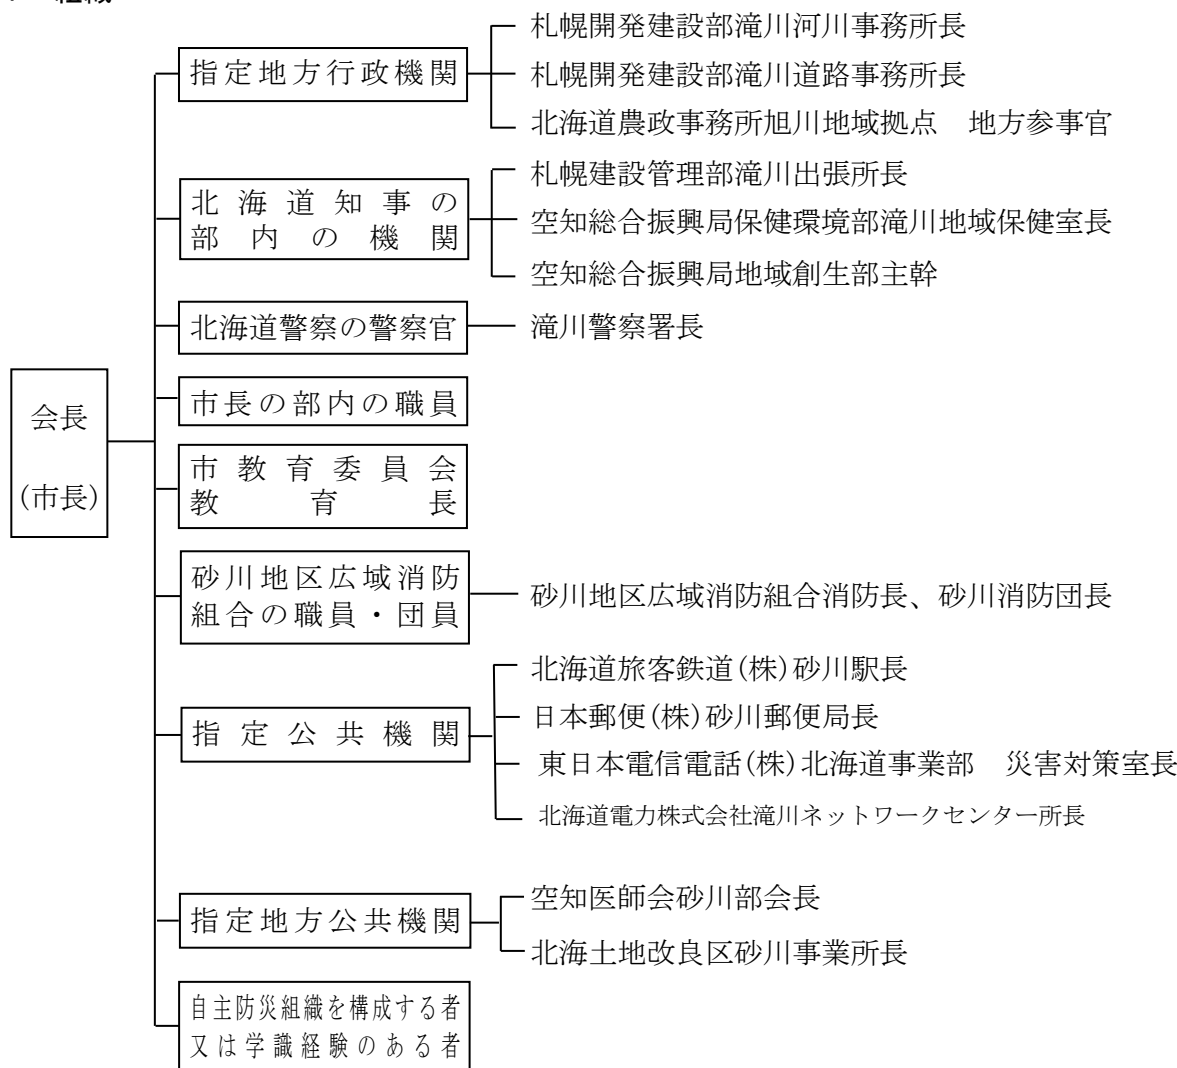 指定地方行政機関
札幌開発建設部滝川河川事務所長
札幌開発建設部滝川道路事務所長
北海道農政事務所旭川地域拠点　地方参事官
北海道知事の
部内の機関
札幌建設管理部滝川出張所長
空知総合振興局保健環境部滝川地域保健室長
空知総合振興局地域創生部主幹
北海道警察の警察官
滝川警察署長
会長
(市長)
市長の部内の職員
市教育委員会
教育長
砂川地区広域消防
組合の職員・団員
砂川地区広域消防組合消防長、砂川消防団長
指定公共機関
北海道旅客鉄道(株)砂川駅長
日本郵便(株)砂川郵便局長
東日本電信電話(株)北海道事業部　災害対策室長
北海道電力株式会社滝川ネットワークセンター所長
指定地方公共機関
空知医師会砂川部会長
北海土地改良区砂川事業所長
自主防災組織を構成する者
又は学識経験のある者